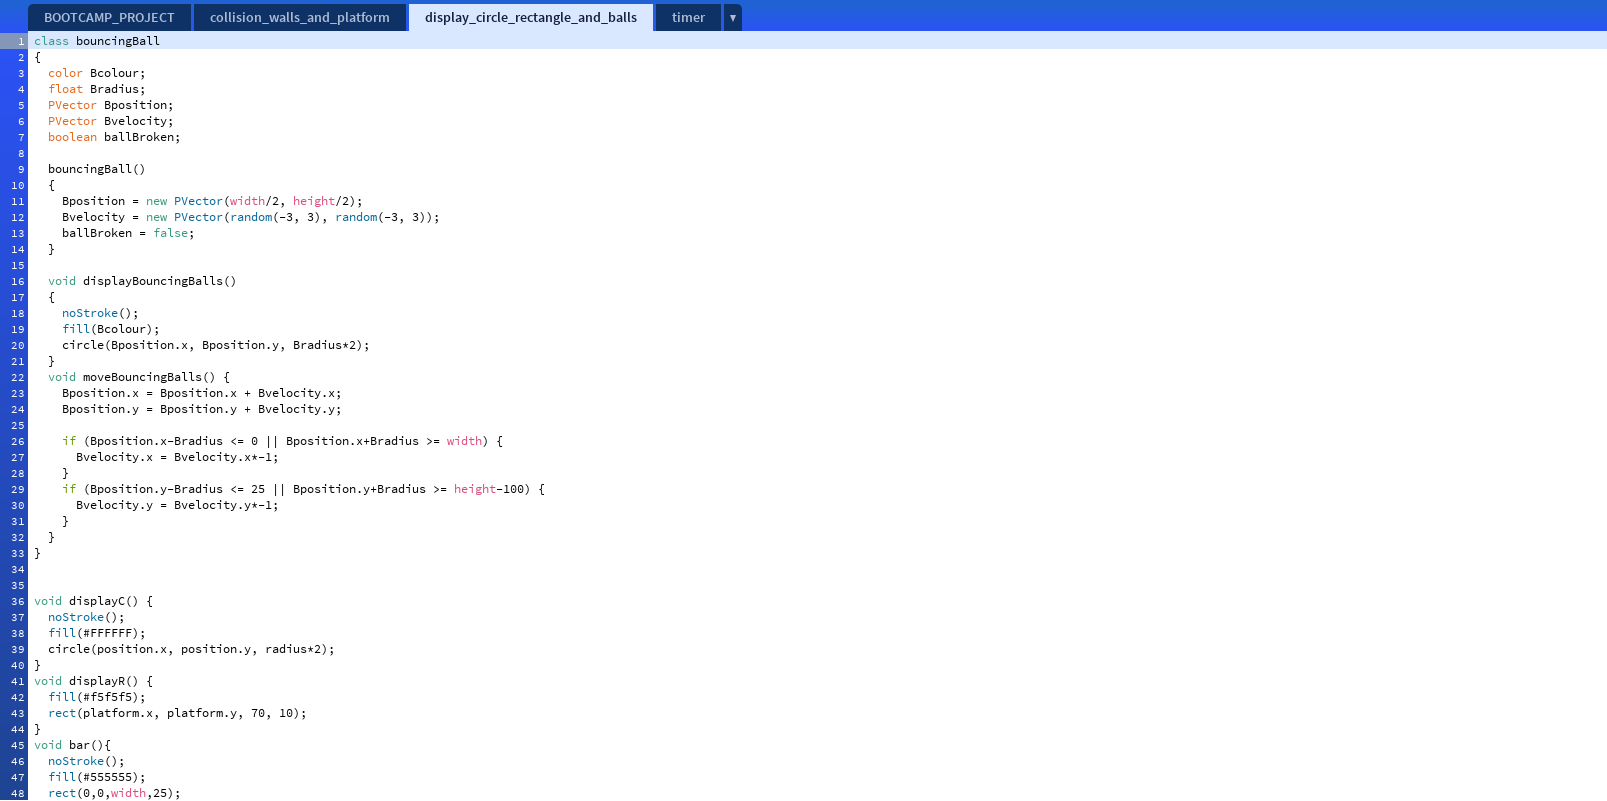 BOOTCAMP_PROJECT collision_walls_and_platform display_circle_rectangle_and_balls timer ▼
1 class bouncingBall
2 {
3 color Bcolour;
4 float Bradius;
5 PVector Bposition;
6 PVector Bvelocity;
7 boolean ballBroken;
8
9 bouncingBall()
10 {
11 Bposition = new PVector(width/2, height/2);
12 Bvelocity = new PVector(random(-3, 3), random(-3, 3));
13 ballBroken = false;
14 }
15
16 void displayBouncingBalls()
17 {
18 noStroke();
19 fill(Bcolour);
20 circle(Bposition.x, Bposition.y, Bradius*2);
21 }
22 void moveBouncingBalls() {
23 Bposition.x = Bposition.x + Bvelocity.x;
24 Bposition.y = Bposition.y + Bvelocity.y;
25
26 if (Bposition.x-Bradius <= 0 || Bposition.x+Bradius >= width) {
27 Bvelocity.x = Bvelocity.x*-1;
28 }
29 if (Bposition.y-Bradius <= 25 || Bposition.y+Bradius >= height-100) {
30 Bvelocity.y = Bvelocity.y*-1;
31 }
32 }
33 }
34
35
36 void displayC() {
37 noStroke();
38 fill(#FFFFFF);
39 circle(position.x, position.y, radius*2);
40 }
41 void displayR() {
42 fill(#f5f5f5);
43 rect(platform.x, platform.y, 70, 10);
44 }
45 void bar(){
46 noStroke();
47 fill(#555555);
48 rect(0,0,width,25);